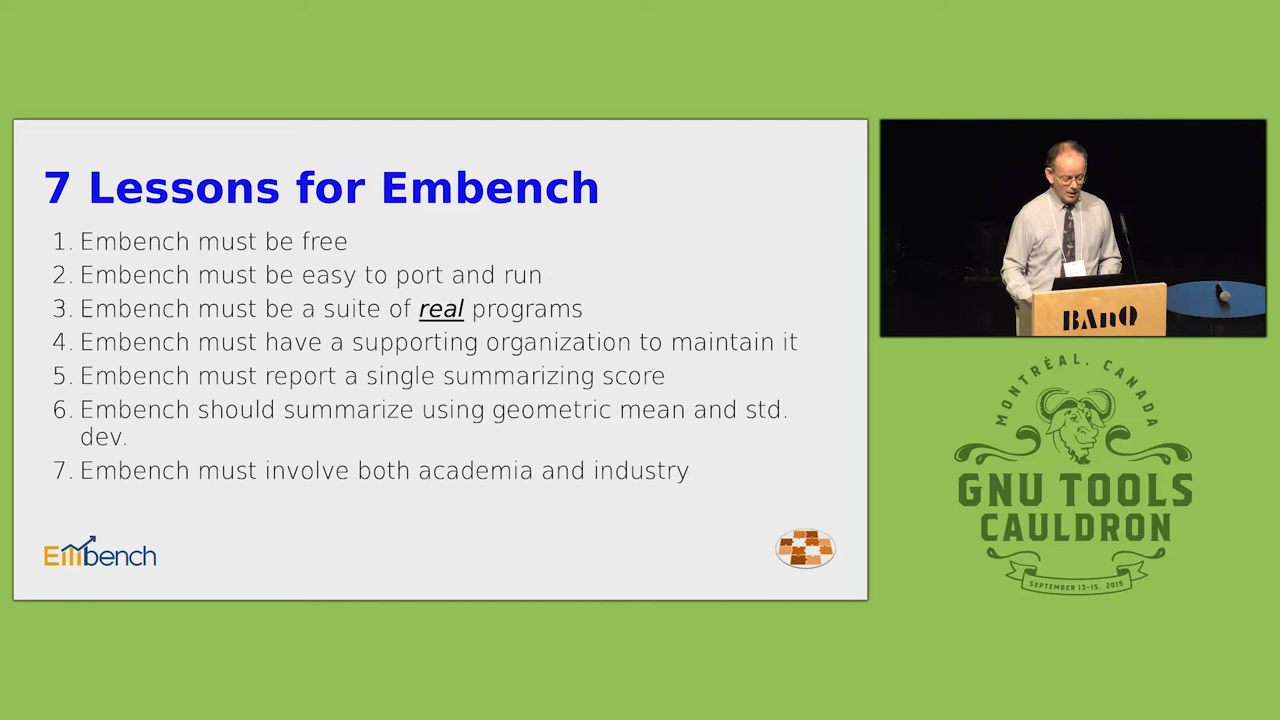 7 Lessons for Embench
1. Embench must be free
2. Embench must be easy to port and run
3. Embench must be a suite of real programs
4. Embench must have a supporting organization to maintain it
5. Embench must report a single summarizing score
6. Embench should summarize using geometric mean and std.
dev.
7. Embench must involve both academia and industry
Embench
BAnQ
MONTRÉAL, CANADA
GNU TOOLS
CAULDRON
SEPTEMBER 13-15, 2019